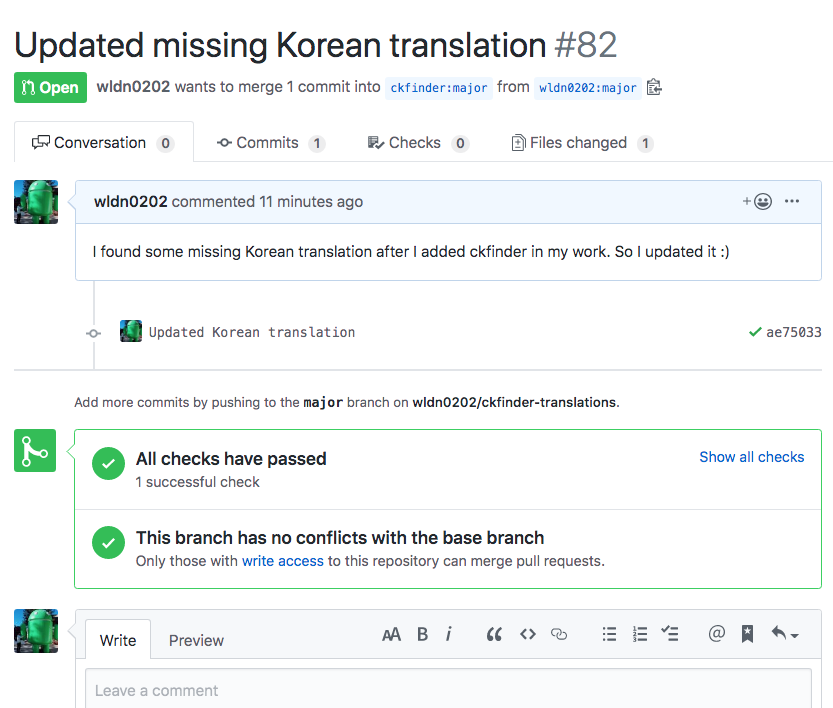 Updated missing Korean translation #82
Open wldn0202 wants to merge 1 commit into ckfinder:major from wldn0202:major
Conversation 0 Commits 1 Checks 0 Files changed 1
wldn0202 commented 11 minutes ago
I found some missing Korean translation after I added ckfinder in my work. So I updated it :)
Updated Korean translation ae75033
Add more commits by pushing to the major branch on wldn0202/ckfinder-translations.
All checks have passed Show all checks
1 successful check
This branch has no conflicts with the base branch
Only those with write access to this repository can merge pull requests.
Write Preview AA B i @
Leave a comment